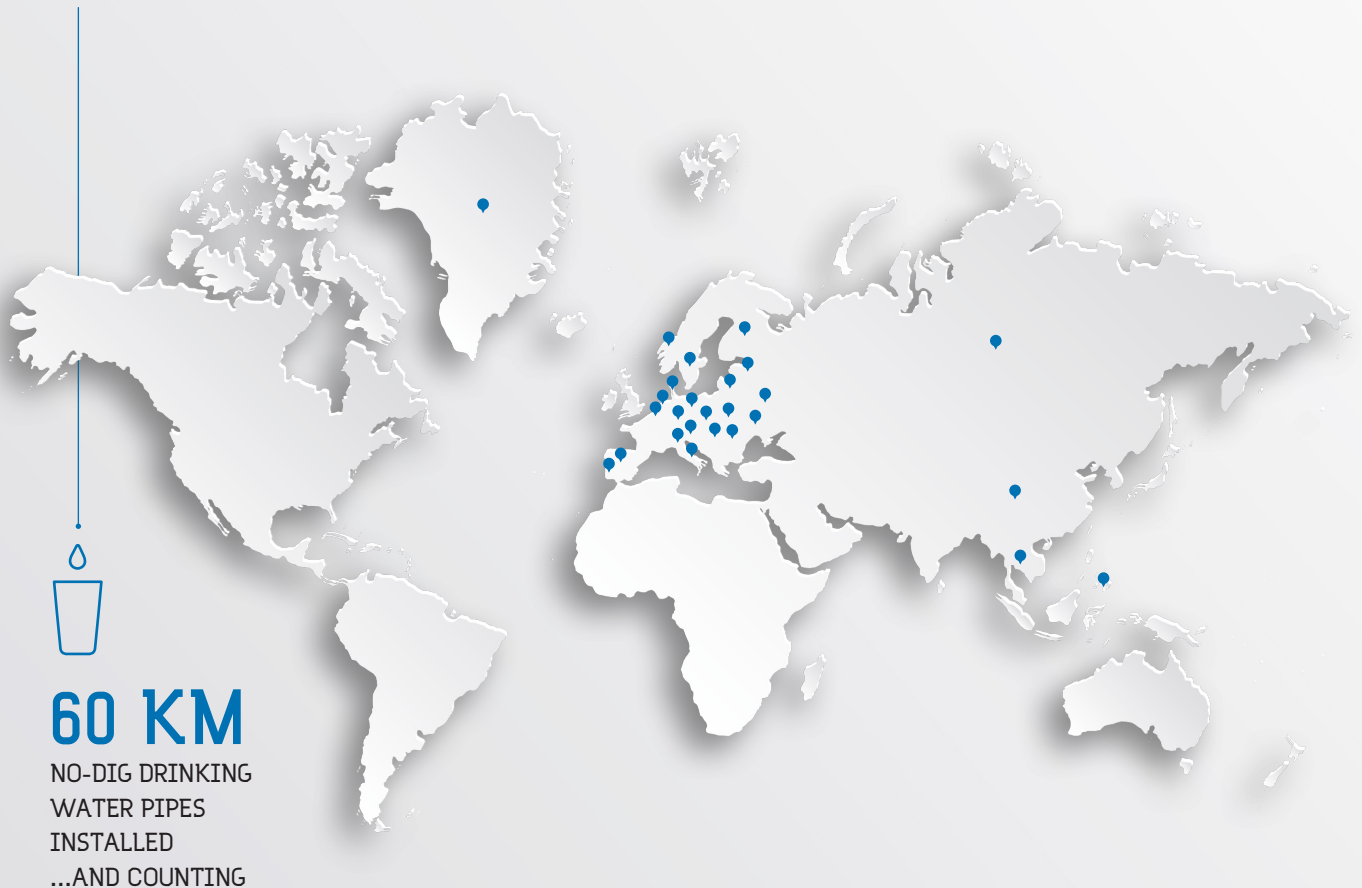 60 KM
NO-DIG DRINKING
WATER PIPES
INSTALLED
...AND COUNTING